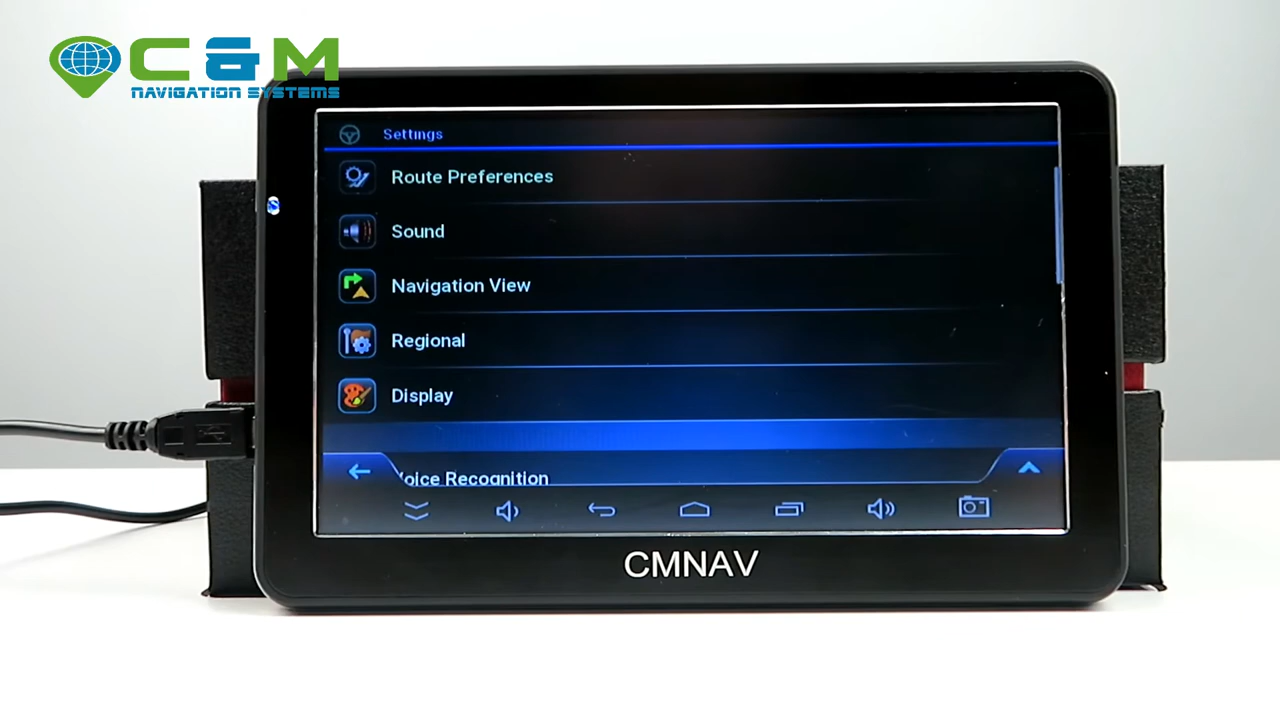 C & M
NAVIGATION SYSTEMS
Settings
Route Preferences
Sound
Navigation View
Regional
Display
Voice Recognition
CMNAV